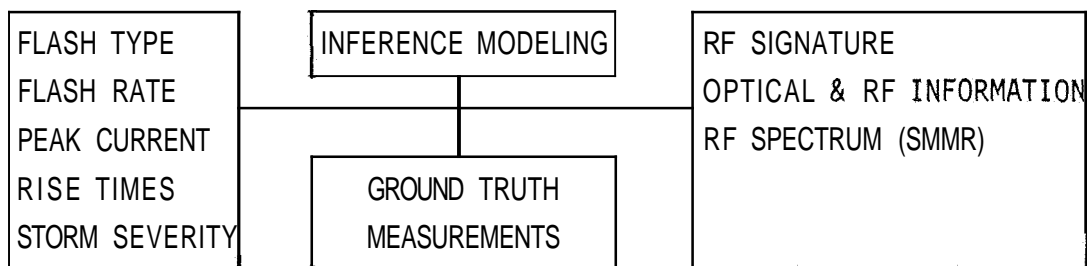 FLASH TYPE
FLASH RATE
PEAK CURRENT
RISE TIMES
STORM SEVERITY
INFERENCE MODELING
GROUND TRUTH
MEASUREMENTS
RF SIGNATURE
OPTICAL & RF INFORMATION
RF SPECTRUM (SMMR)